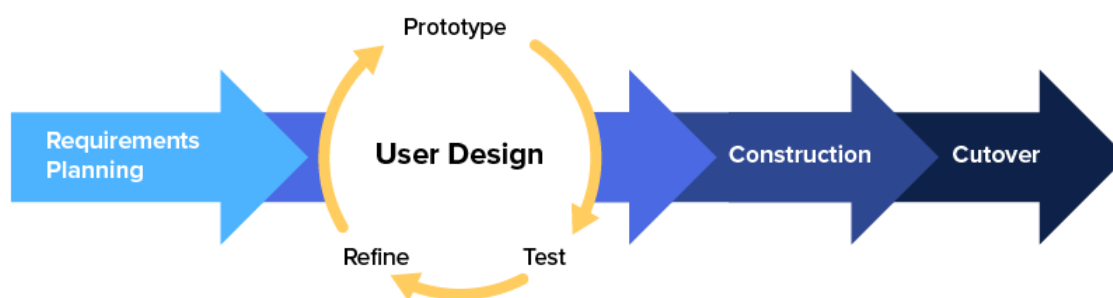 Prototype
Requirements
Planning
User Design
Construction
Cutover
Refine
Test